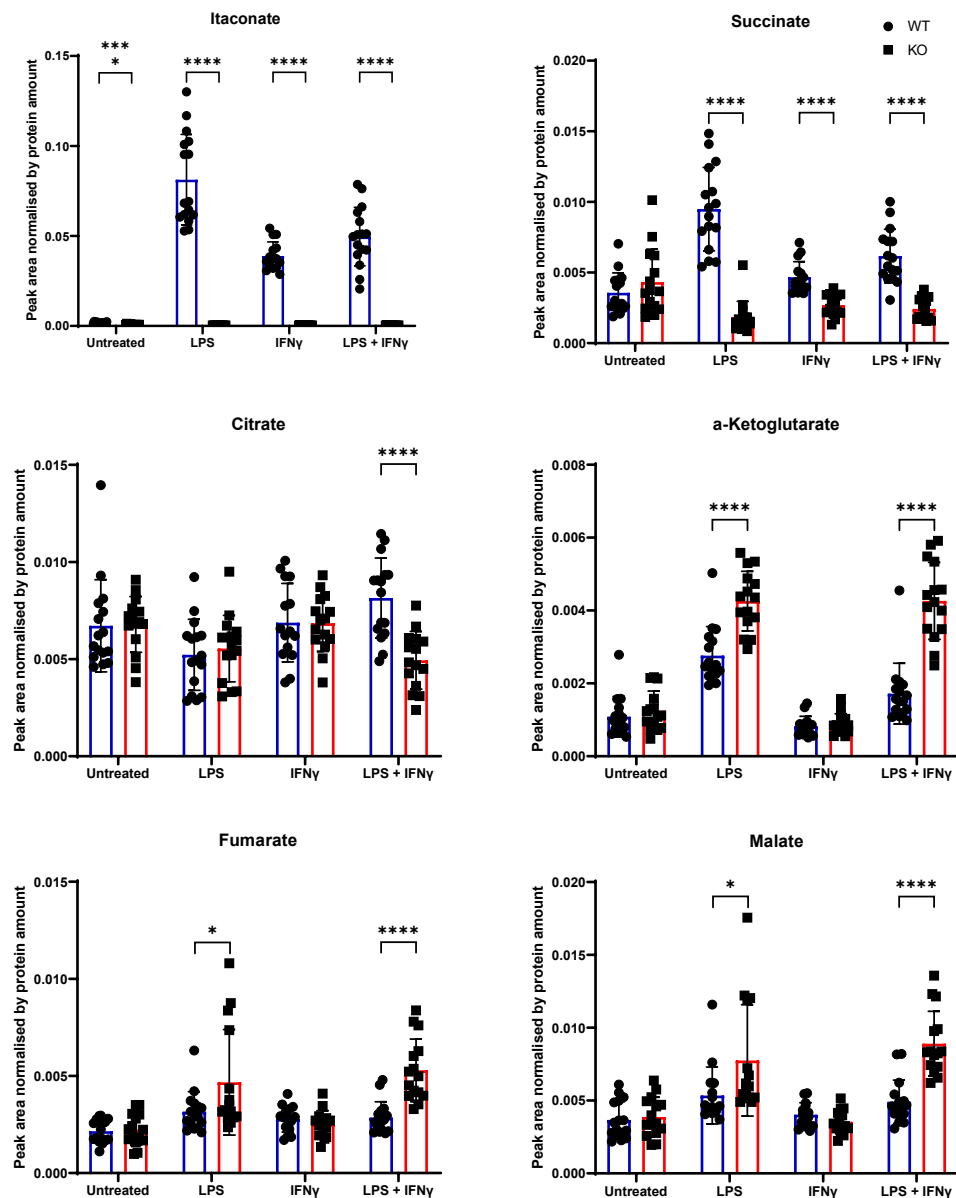 Itaconate
Peak area normalised by protein amount
0.15
0.10
0.05
0.00
***
*
****
****
****
Untreated
LPS
IFNγ
LPS + IFNγ
Succinate
WT
KO
Peak area normalised by protein amount
0.020
0.015
0.010
0.005
0.000
****
****
****
Untreated
LPS
IFNγ
LPS + IFNγ
Citrate
Peak area normalised by protein amount
0.015
0.010
0.005
0.000
****
Untreated
LPS
IFNγ
LPS + IFNγ
a-Ketoglutarate
Peak area normalised by protein amount
0.008
0.006
0.004
0.002
0.000
****
****
Untreated
LPS
IFNγ
LPS + IFNγ
Fumarate
Peak area normalised by protein amount
0.015
0.010
0.005
0.000
*
****
Untreated
LPS
IFNγ
LPS + IFNγ
Malate
Peak area normalised by protein amount
0.020
0.015
0.010
0.005
0.000
*
****
Untreated
LPS
IFNγ
LPS + IFNγ